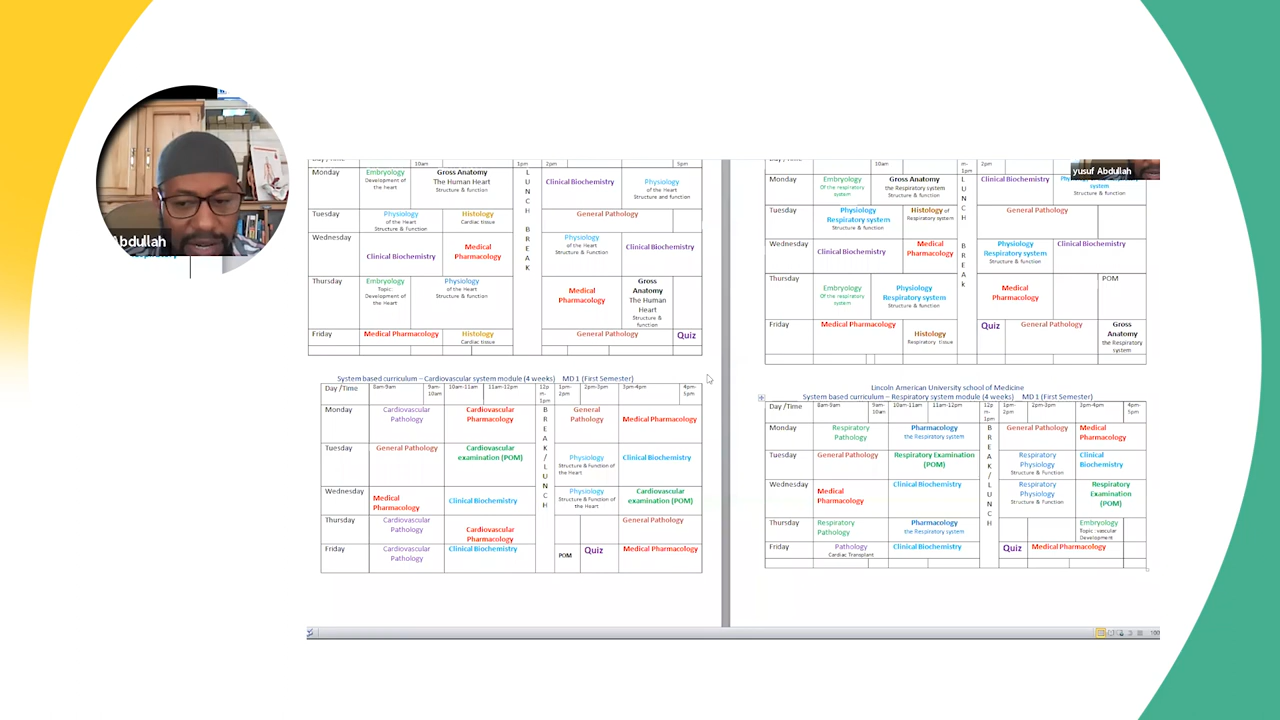 Abdullah
yusuf Abdullah
10am
1pm
2pm
5pm
Monday
Embryology
Development of
the heart
Gross Anatomy
The Human Heart
Structure & function
L
U
N
C
H
B
R
E
A
K
Clinical Biochemistry
Physiology
of the Heart
Structure and function
Tuesday
Physiology
of the Heart
Structure & Function
Histology
Cardiac tissue
General Pathology
Wednesday
Clinical Biochemistry
Medical
Pharmacology
Physiology
of the Heart
Structure & Function
Clinical Biochemistry
Thursday
Embryology
Topic:
Development of
the Heart
Physiology
of the Heart
Structure & function
Medical
Pharmacology
Gross
Anatomy
The Human
Heart
Structure &
function
Friday
Medical Pharmacology
Histology
Cardiac tissue
General Pathology
Quiz
System based curriculum – Cardiovascular system module (4 weeks) MD 1 (First Semester)
Day /Time
8am-9am
9am-
10am
10am-11am
11am-12pm
12p
m-
1pm
1pm-
2pm
2pm-3pm
3pm-4pm
4pm-
5pm
Monday
Cardiovascular
Pathology
Cardiovascular
Pharmacology
B
R
E
A
K
/
L
U
N
C
H
General
Pathology
Medical Pharmacology
Tuesday
General Pathology
Cardiovascular
examination (POM)
Physiology
Structure & Function of
the Heart
Clinical Biochemistry
Wednesday
Medical
Pharmacology
Clinical Biochemistry
Physiology
Structure & Function of
the Heart
Cardiovascular
examination (POM)
Thursday
Cardiovascular
Pathology
Cardiovascular
Pharmacology
General Pathology
Friday
Cardiovascular
Pathology
Clinical Biochemistry
POM
Quiz
Medical Pharmacology
10am
m-
1pm
2pm
Monday
Embryology
Of the respiratory
system
Gross Anatomy
the Respiratory system
Structure & function
L
U
N
C
H
B
R
E
A
k
Clinical Biochemistry
system
Structure & function
Tuesday
Physiology
Respiratory system
Structure & function
Histology of
Respiratory system
General Pathology
Wednesday
Clinical Biochemistry
Medical
Pharmacology
Physiology
Respiratory system
Structure & function
Clinical Biochemistry
Thursday
Embryology
Of the respiratory
system
Physiology
Respiratory system
Structure & function
Medical
Pharmacology
POM
Friday
Medical Pharmacology
Histology
Respiratory tissue
Quiz
General Pathology
Gross
Anatomy
the Respiratory
system
Lincoln American University school of Medicine
System based curriculum – Respiratory system module (4 weeks) MD 1 (First Semester)
Day /Time
8am-9am
9am-
10am
10am-11am
11am-12pm
12p
m-
1pm
1pm-
2pm
2pm-3pm
3pm-4pm
4pm-
5pm
Monday
Respiratory
Pathology
Pharmacology
the Respiratory system
B
R
E
A
K
/
L
U
N
C
H
General Pathology
Medical
Pharmacology
Tuesday
General Pathology
Respiratory Examination
(POM)
Respiratory
Physiology
Structure & Function
Clinical
Biochemistry
Wednesday
Medical
Pharmacology
Clinical Biochemistry
Respiratory
Physiology
Structure & Function
Respiratory
Examination
(POM)
Thursday
Respiratory
Pathology
Pharmacology
the Respiratory system
Embryology
Topic :vascular
Development
Friday
Pathology
Cardiac Transplant
Clinical Biochemistry
Quiz
Medical Pharmacology
100